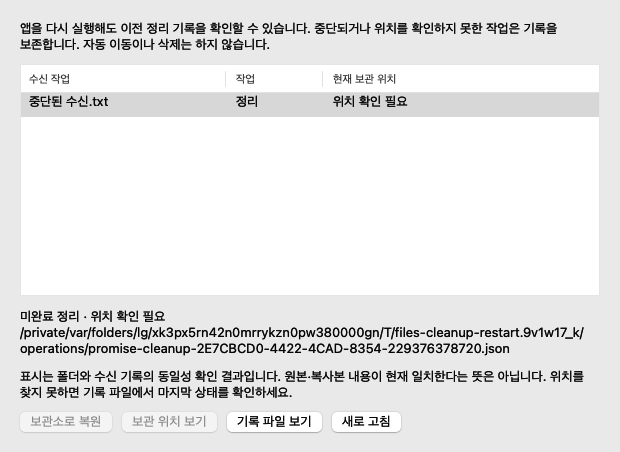 앱을 다시 실행해도 이전 정리 기록을 확인할 수 있습니다. 중단되거나 위치를 확인하지 못한 작업은 기록을
보존합니다. 자동 이동이나 삭제는 하지 않습니다.
수신 작업 작업 현재 보관 위치
중단된 수신.txt 정리 위치 확인 필요
미완료 정리 · 위치 확인 필요
/private/var/folders/lg/xk3px5rn42n0mrrykzn0pw380000gn/T/files-cleanup-restart.9v1w17_k/
operations/promise-cleanup-2E7CBCD0-4422-4CAD-8354-229376378720.json
표시는 폴더와 수신 기록의 동일성 확인 결과입니다. 원본·복사본 내용이 현재 일치한다는 뜻은 아닙니다. 위치를
찾지 못하면 기록 파일에서 마지막 상태를 확인하세요.
보관소로 복원 보관 위치 보기 기록 파일 보기 새로 고침